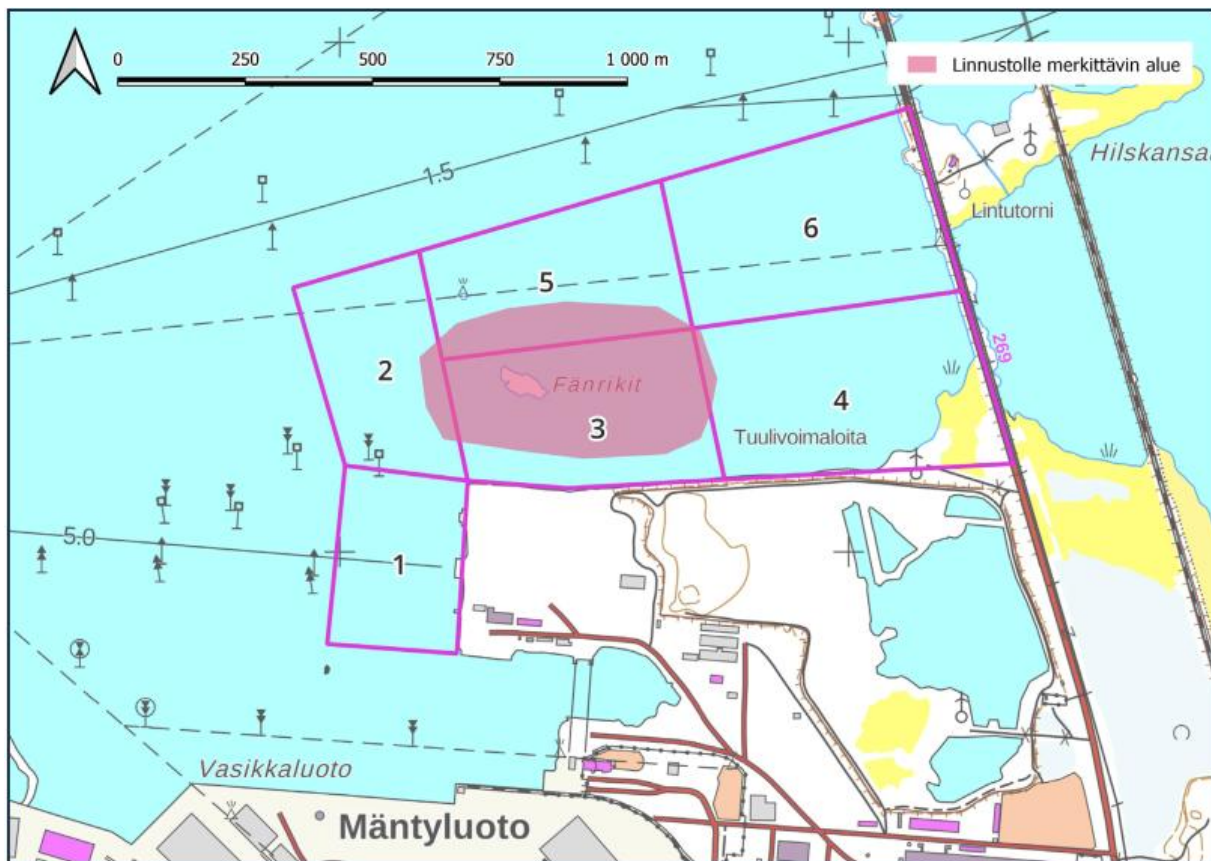 0 250 500 750 1 000 m
Linnustolle merkittävin alue
1.5
Hilskansa
Lintutorni
6
5
269
2
Fänrikit
3
4
Tuulivoimaloita
5.0
1
Vasikkaluoto
Mäntyluoto